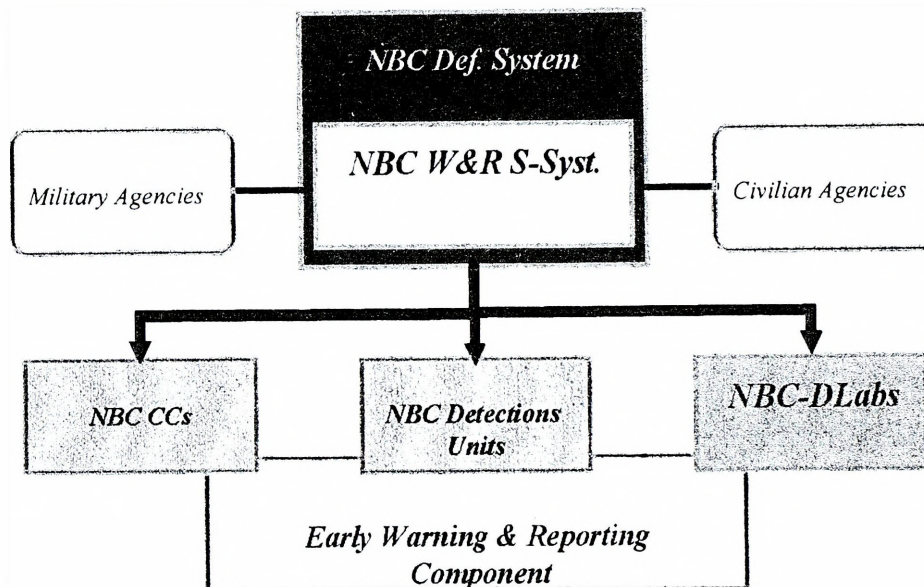 NBC Def. System
NBC W&R S-Syst.
Military Agencies
Civilian Agencies
NBC CCs
NBC Detections
Units
NBC-DLabs
Early Warning & Reporting
Component